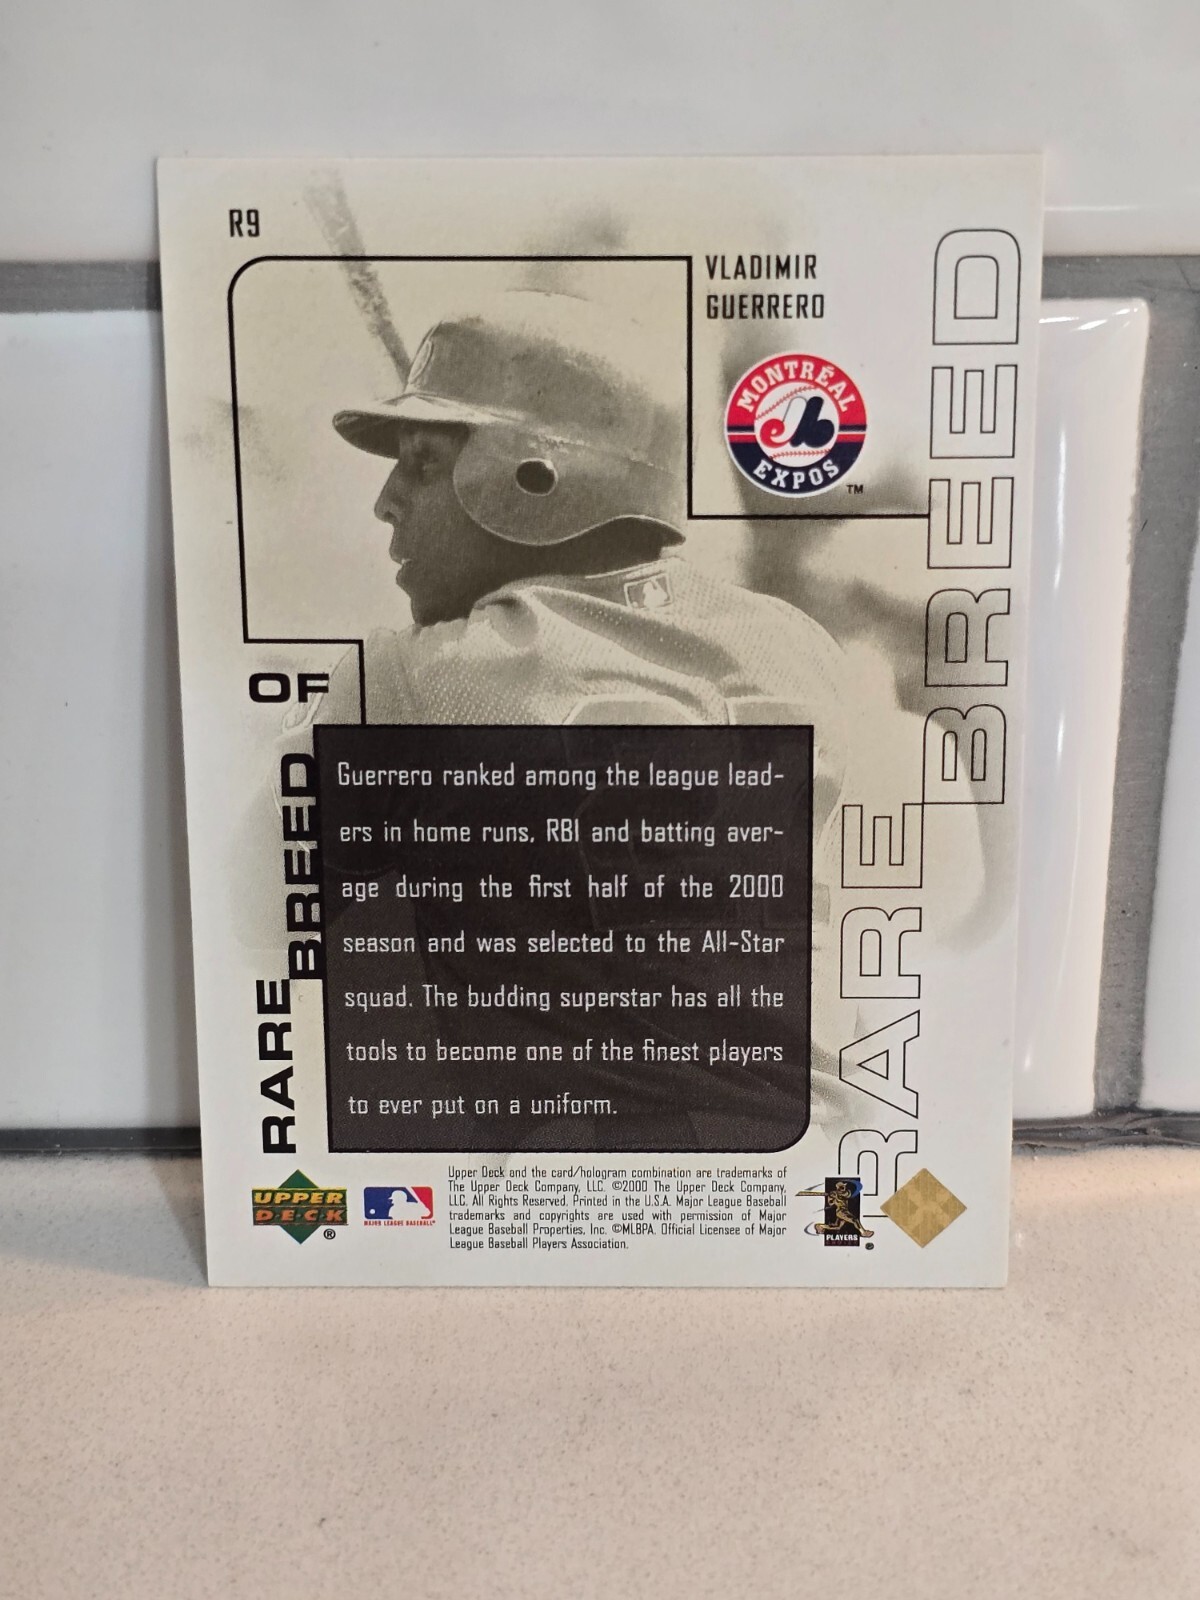 R9
VLADIMIR
GUERRERO
MONTRÉAL
EXPOS
TM
RARE BREED
RARE BREED OF
Guerrero ranked among the league lead-
ers in home runs, RBI and batting aver-
age during the first half of the 2000
season and was selected to the All-Star
squad. The budding superstar has all the
tools to become one of the finest players
to ever put on a uniform.
UPPER
DECK
®
MAJOR LEAGUE BASEBALL
Upper Deck and the card/hologram combination are trademarks of
The Upper Deck Company, LLC. ©2000 The Upper Deck Company,
LLC. All Rights Reserved. Printed in the U.S.A. Major League Baseball
trademarks and copyrights are used with permission of Major
League Baseball Properties, Inc. ©MLBPA. Official Licensee of Major
League Baseball Players Association.
PLAYERS
CHOICE
®